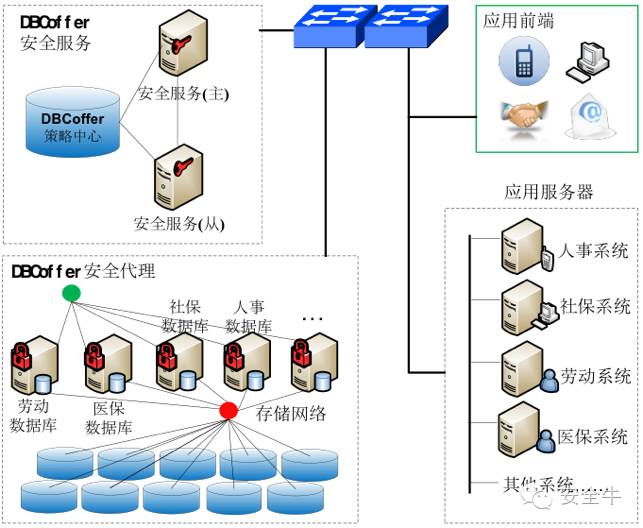 DBCoffer
安全服务
安全服务(主)
DBCoffer
策略中心
安全服务(从)
应用前端
@
应用服务器
人事系统
社保系统
劳动系统
医保系统
其他系统……
DBCoffer安全代理
社保
数据库
人事
数据库
…
劳动
数据库
医保
数据库
存储网络
安全牛